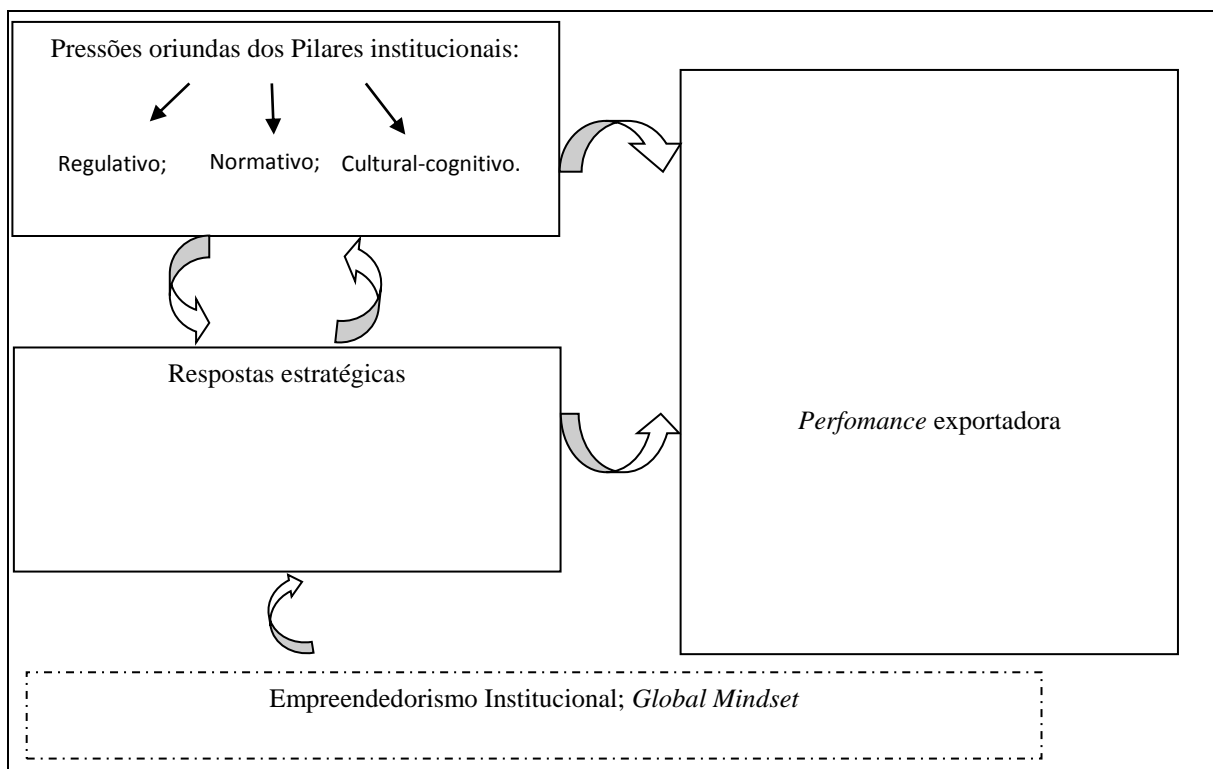 Pressões oriundas dos Pilares institucionais:
Regulativo; Normativo; Cultural-cognitivo.
Respostas estratégicas
Perfomance exportadora
Empreendedorismo Institucional; Global Mindset